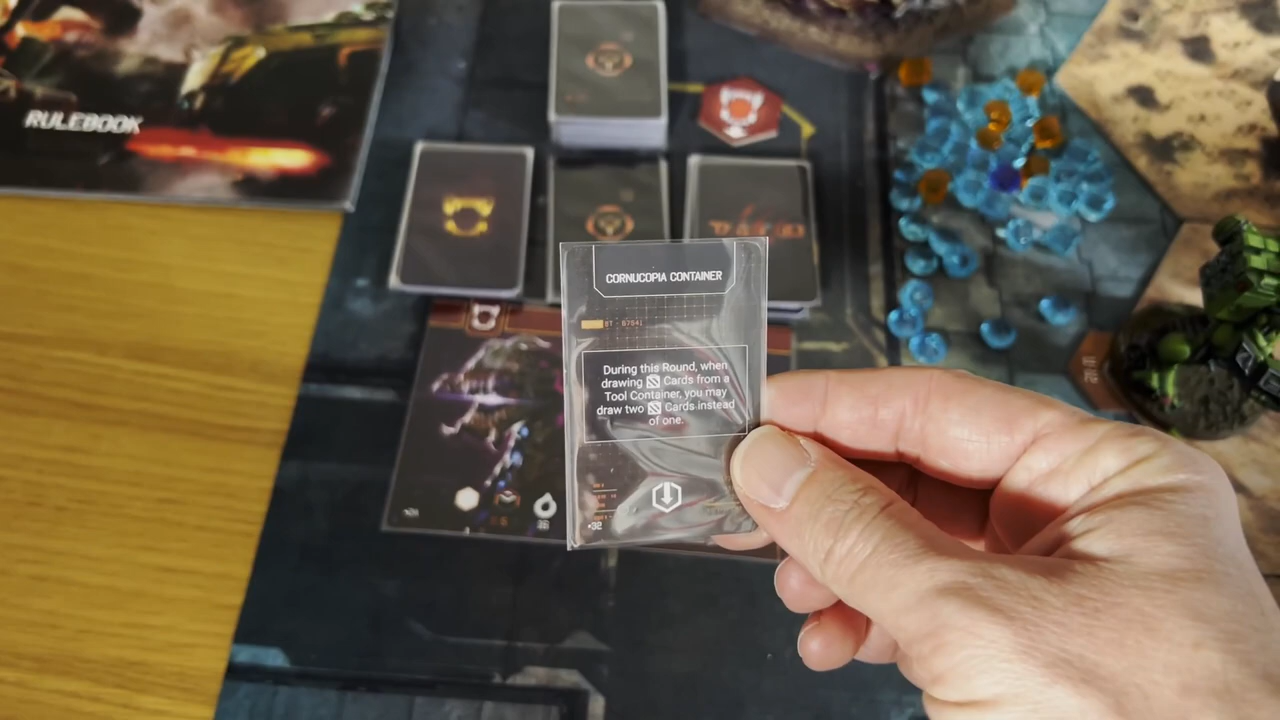 RULEBOOK
CORNUCOPIA CONTAINER
During this Round, when
drawing Cards from a
Tool Container, you may
draw two Cards instead
of one.